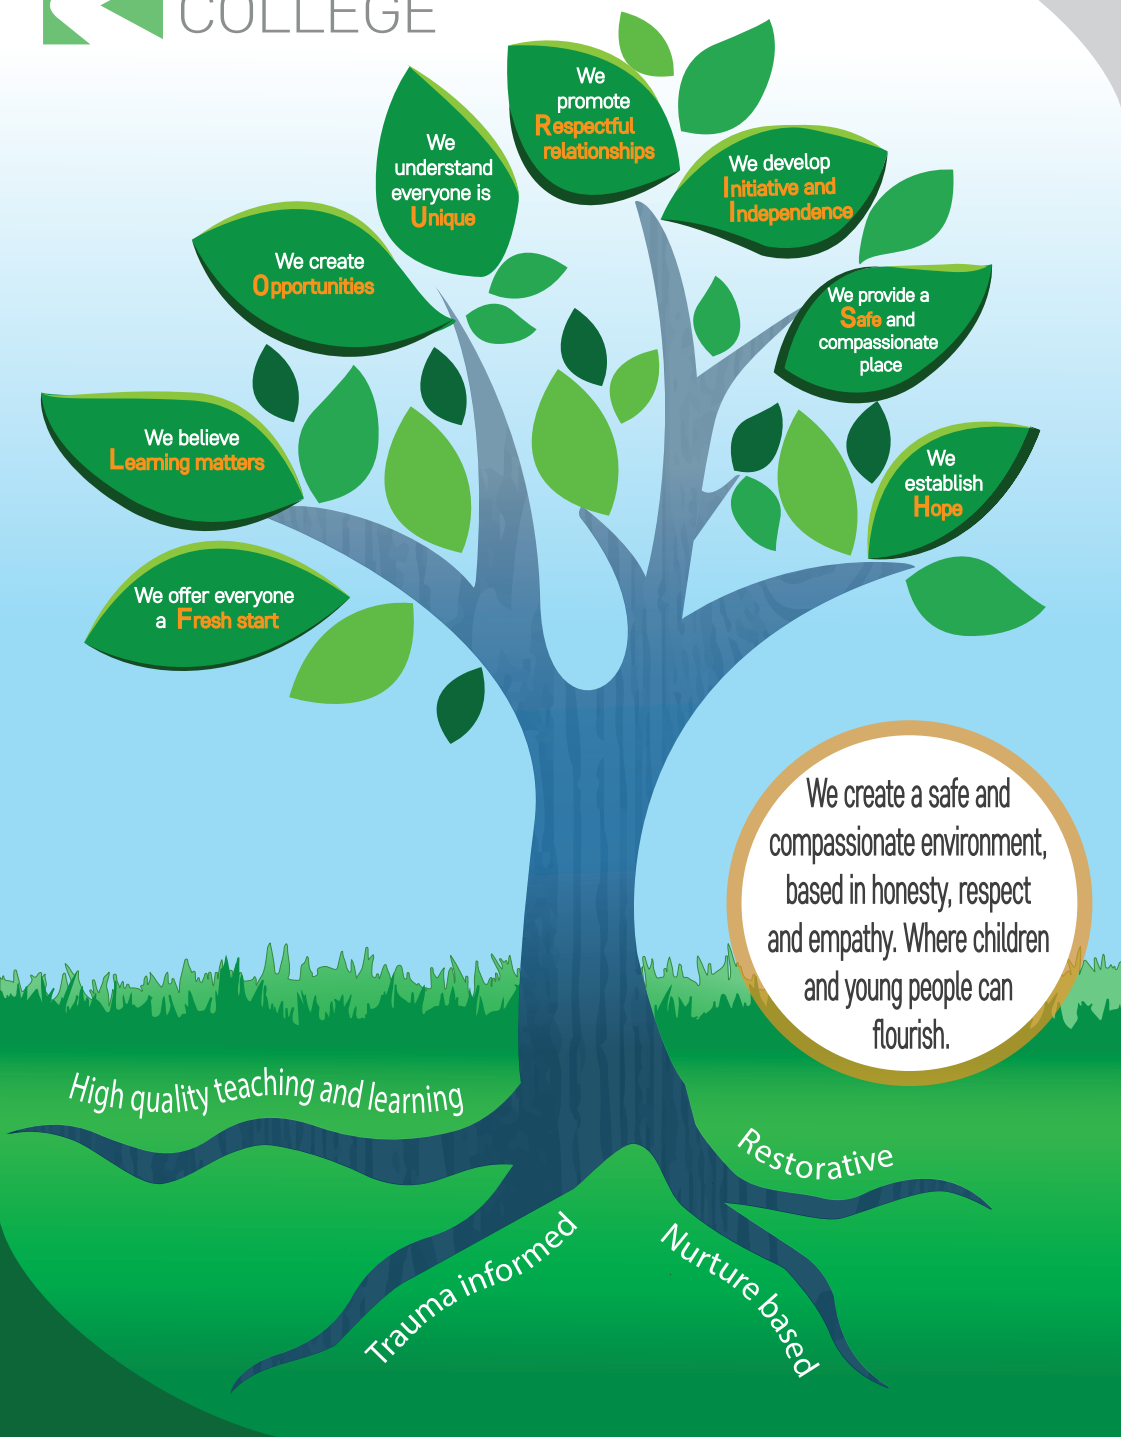 COLLEGE
We offer everyone
a Fresh start
We believe
Learning matters
We create
Opportunities
We
understand
everyone is
Unique
We
promote
Respectful
relationships
We develop
Initiative and
Independence
We provide a
Safe and
compassionate
place
We
establish
Hope
We create a safe and
compassionate environment,
based in honesty, respect
and empathy. Where children
and young people can
flourish.
High quality teaching and learning
Trauma informed
Nurture based
Restorative